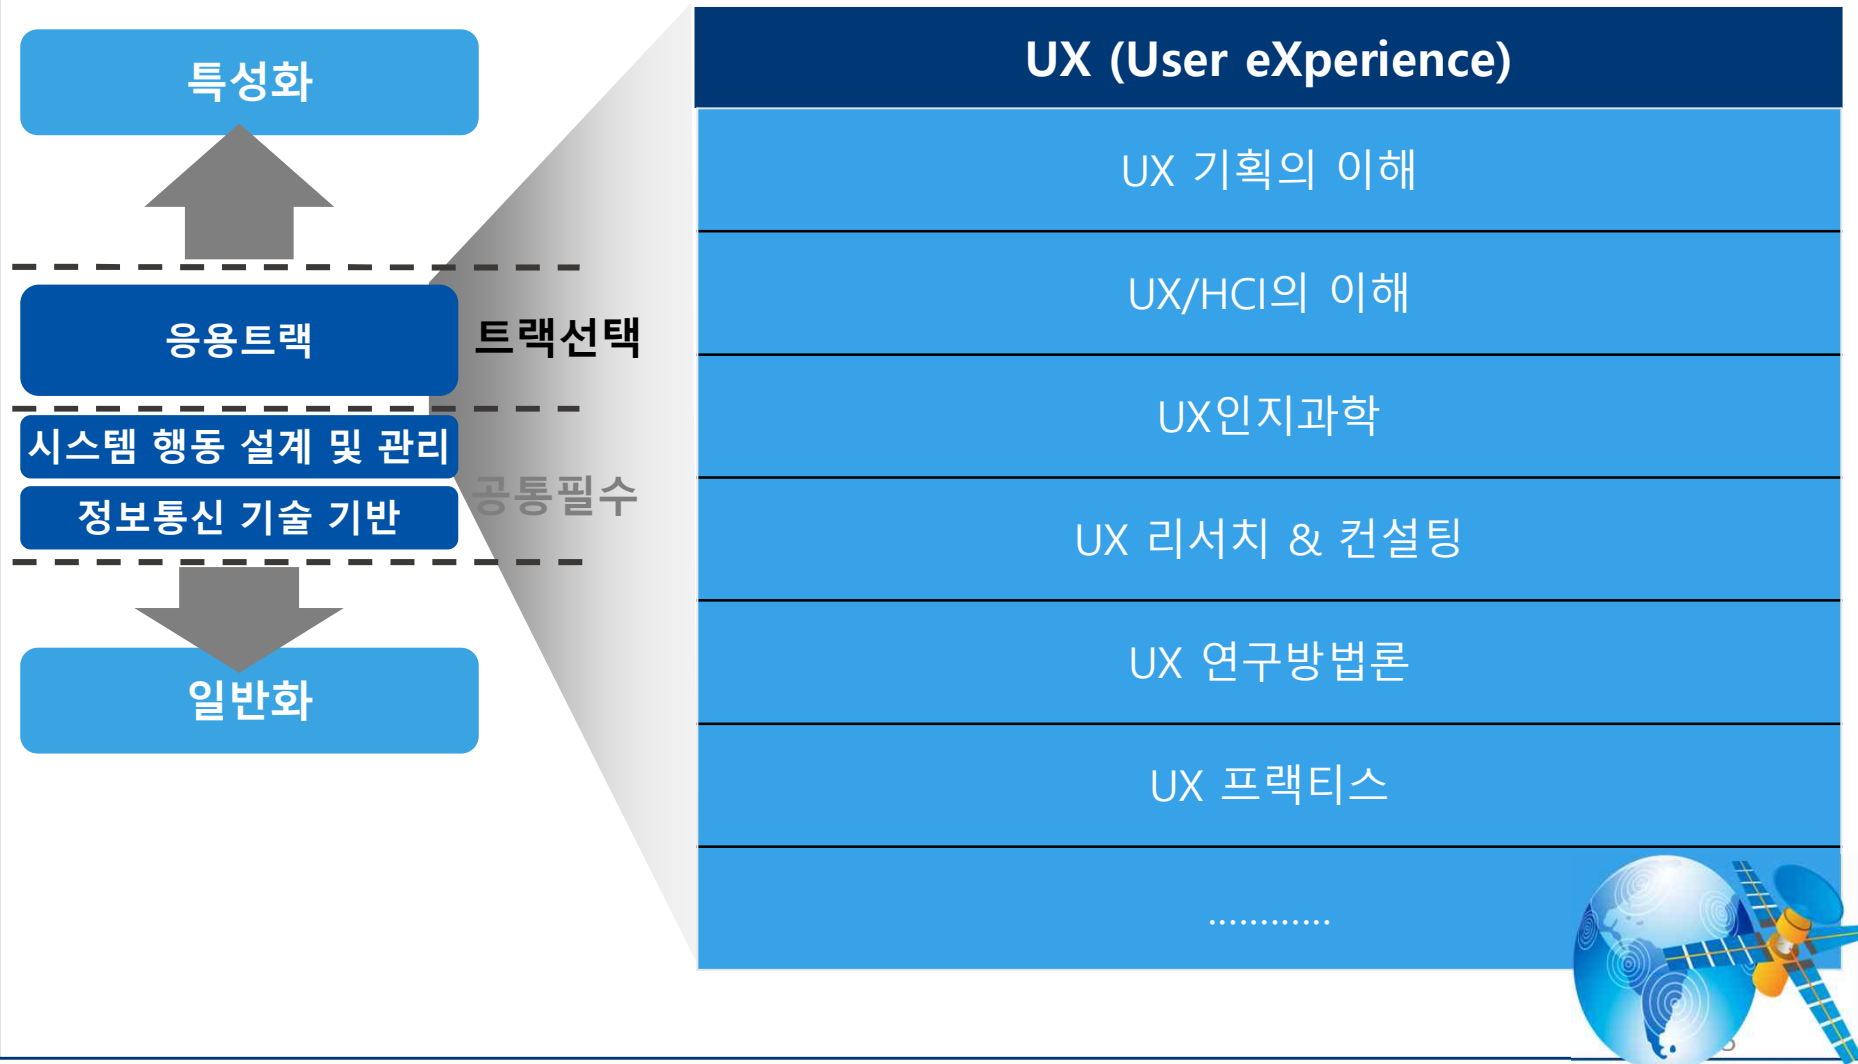 특성화
응용트랙
트랙선택
시스템 행동 설계 및 관리
정보통신 기술 기반
공통필수
일반화
UX (User eXperience)
UX 기획의 이해
UX/HCI의 이해
UX인지과학
UX 리서치 & 컨설팅
UX 연구방법론
UX 프랙티스
............